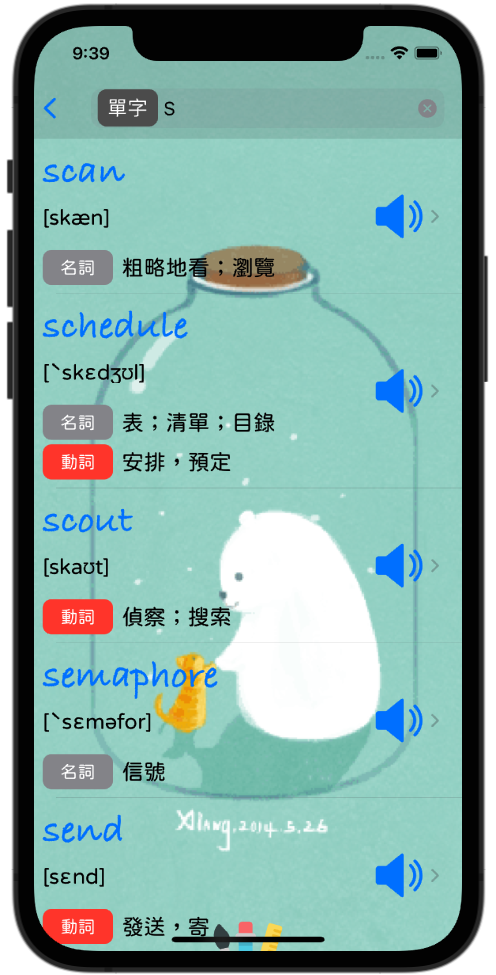 9:39
單字 S
scan
[skæn]
名詞 粗略地看；瀏覽
schedule
[ˋskɛdʒʊl]
名詞 表；清單；目錄
動詞 安排，預定
scout
[skaʊt]
動詞 偵察；搜索
semaphore
[ˋsɛməfor]
名詞 信號
Xiang.2014.5.26
send
[sɛnd]
動詞 發送，寄